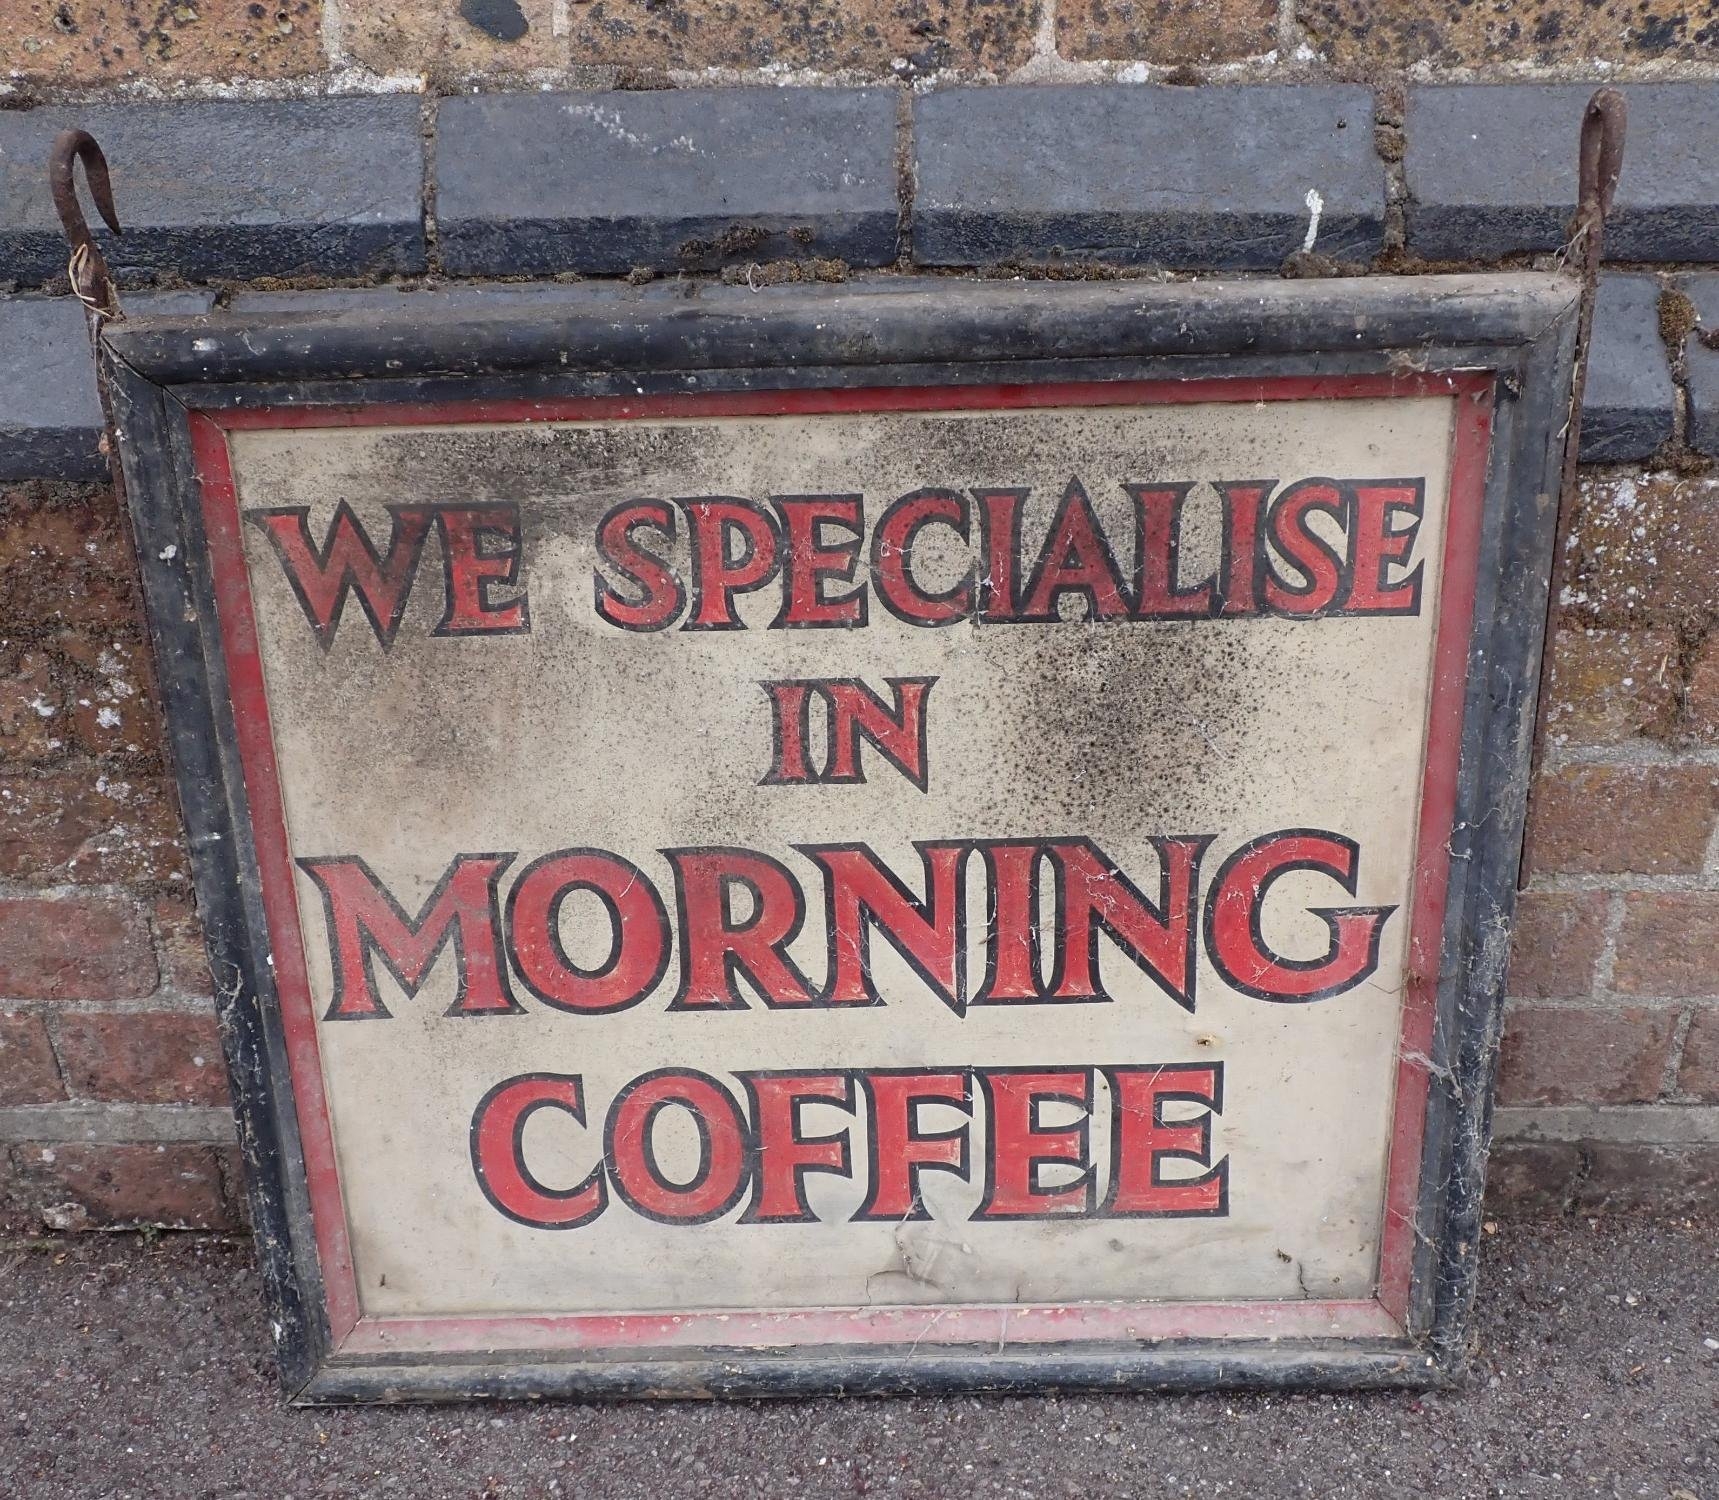 WE SPECIALISE
IN
MORNING
COFFEE